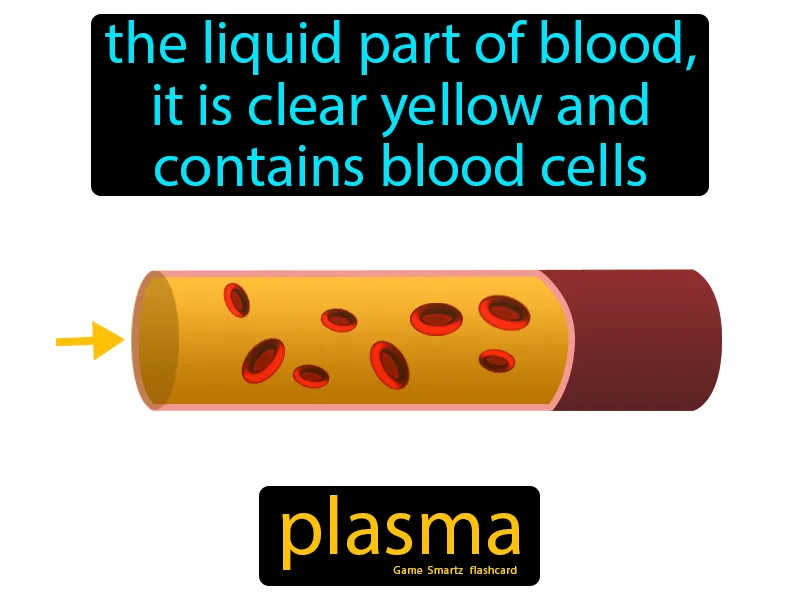 the liquid part of blood,
it is clear yellow and
contains blood cells
plasma
Game Smartz flashcard